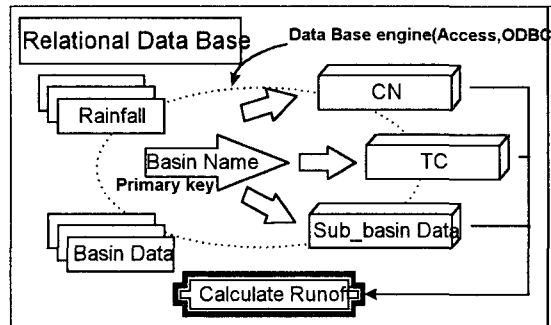 Relational Data Base
Data Base engine(Access,ODBC
Rainfall
CN
Basin Name
Primary key
TC
Basin Data
Sub_basin Data
Calculate Runoff